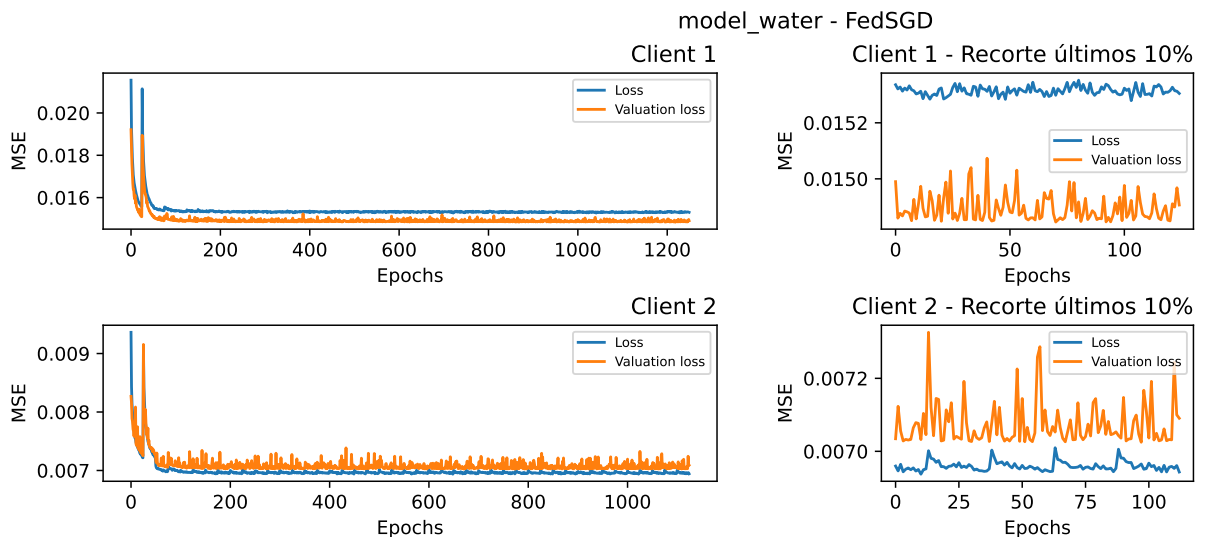 model_water - FedSGD
Client 1
MSE
0.020
0.018
0.016
Loss
Valuation loss
0 200 400 600 800 1000 1200
Epochs
Client 1 - Recorte últimos 10%
MSE
0.0152
0.0150
Loss
Valuation loss
0 50 100
Epochs
Client 2
MSE
0.009
0.008
0.007
Loss
Valuation loss
0 200 400 600 800 1000
Epochs
Client 2 - Recorte últimos 10%
MSE
0.0072
0.0070
Loss
Valuation loss
0 25 50 75 100
Epochs